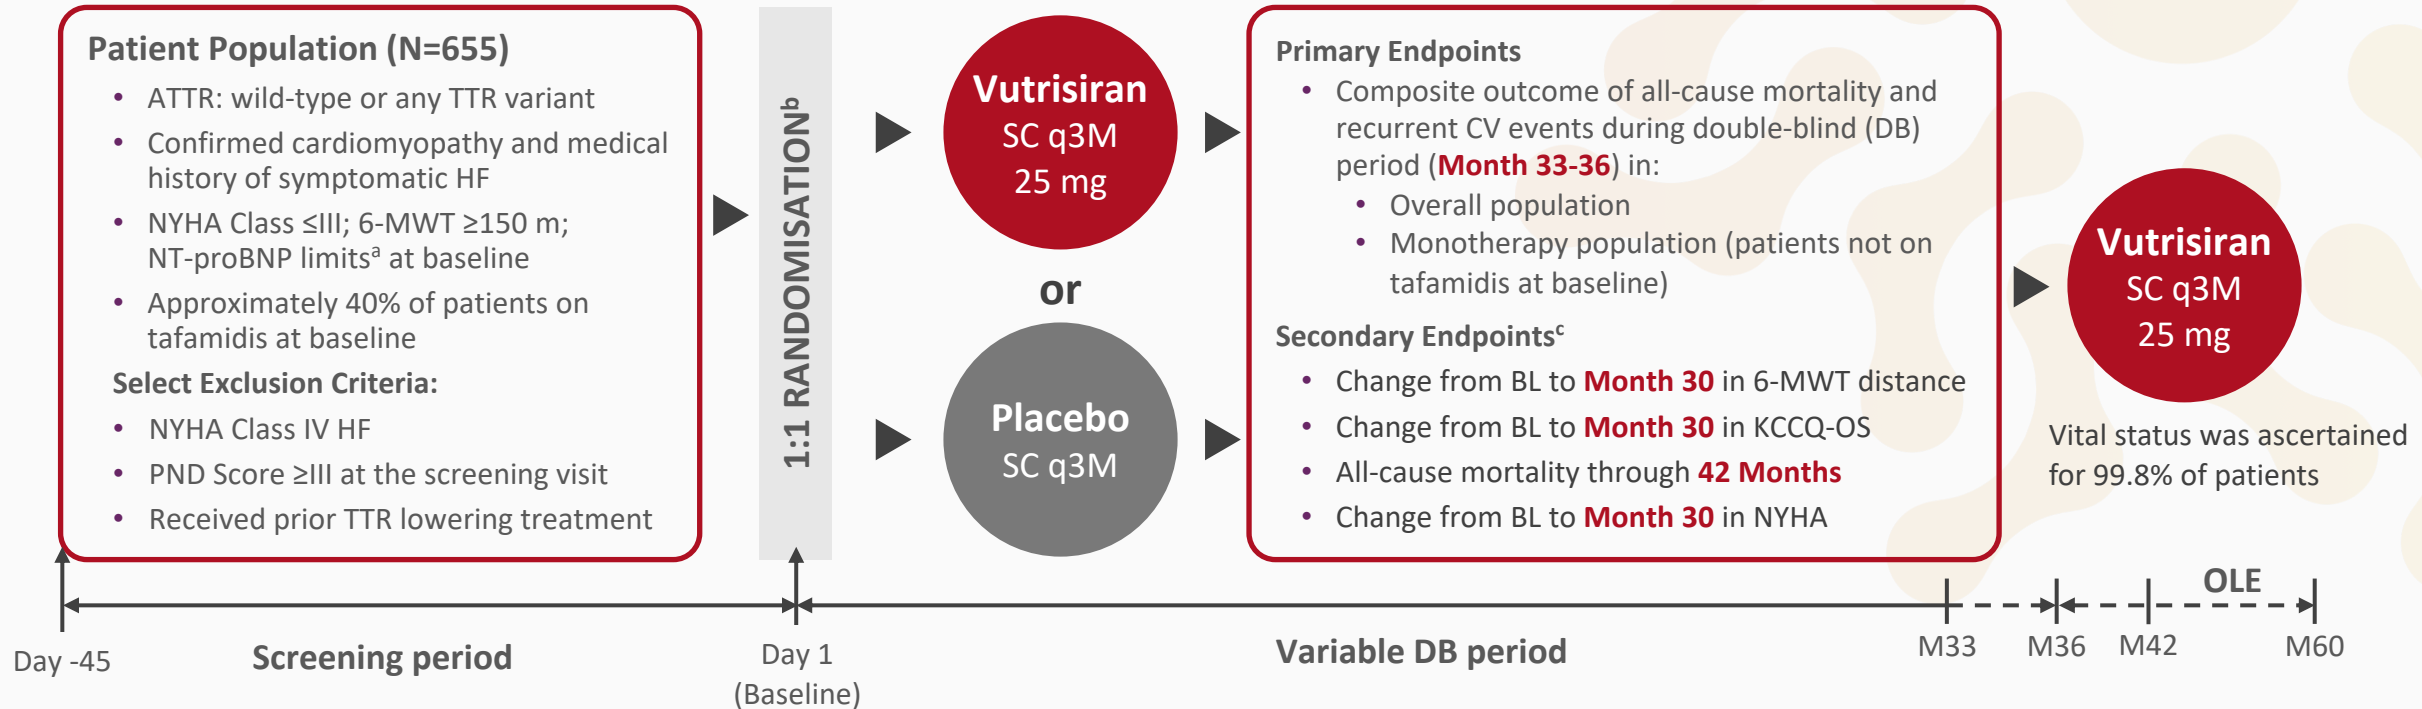 Patient Population (N=655)
• ATTR: wild-type or any TTR variant
• Confirmed cardiomyopathy and medical
history of symptomatic HF
• NYHA Class ≤III; 6-MWT ≥150 m;
NT-proBNP limitsᵃ at baseline
• Approximately 40% of patients on
tafamidis at baseline
Select Exclusion Criteria:
• NYHA Class IV HF
• PND Score ≥III at the screening visit
• Received prior TTR lowering treatment
1:1 RANDOMISATIONᵇ
Vutrisiran
SC q3M
25 mg
or
Placebo
SC q3M
Primary Endpoints
• Composite outcome of all-cause mortality and
recurrent CV events during double-blind (DB)
period (Month 33-36) in:
• Overall population
• Monotherapy population (patients not on
tafamidis at baseline)
Secondary Endpointsᶜ
• Change from BL to Month 30 in 6-MWT distance
• Change from BL to Month 30 in KCCQ-OS
• All-cause mortality through 42 Months
• Change from BL to Month 30 in NYHA
Vutrisiran
SC q3M
25 mg
Vital status was ascertained
for 99.8% of patients
OLE
Day -45
Screening period
Day 1
(Baseline)
Variable DB period
M33
M36
M42
M60